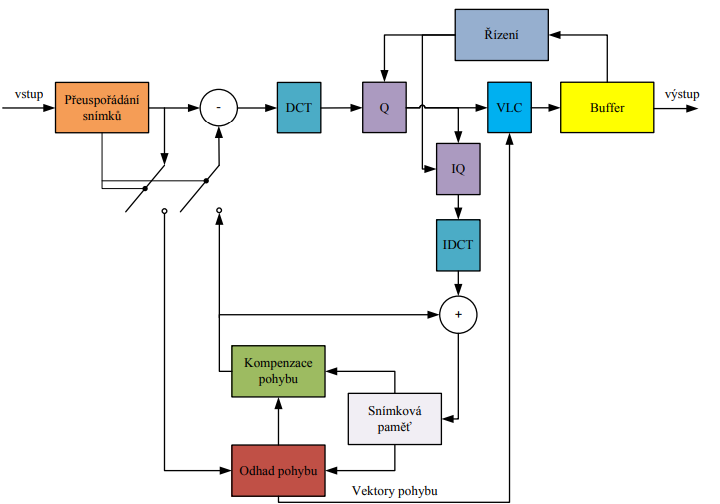 Řízení
vstup
Přeuspořádání
snímků
-
DCT
Q
VLC
Buffer
výstup
IQ
IDCT
+
Kompenzace
pohybu
Snímková
paměť
Odhad pohybu
Vektory pohybu